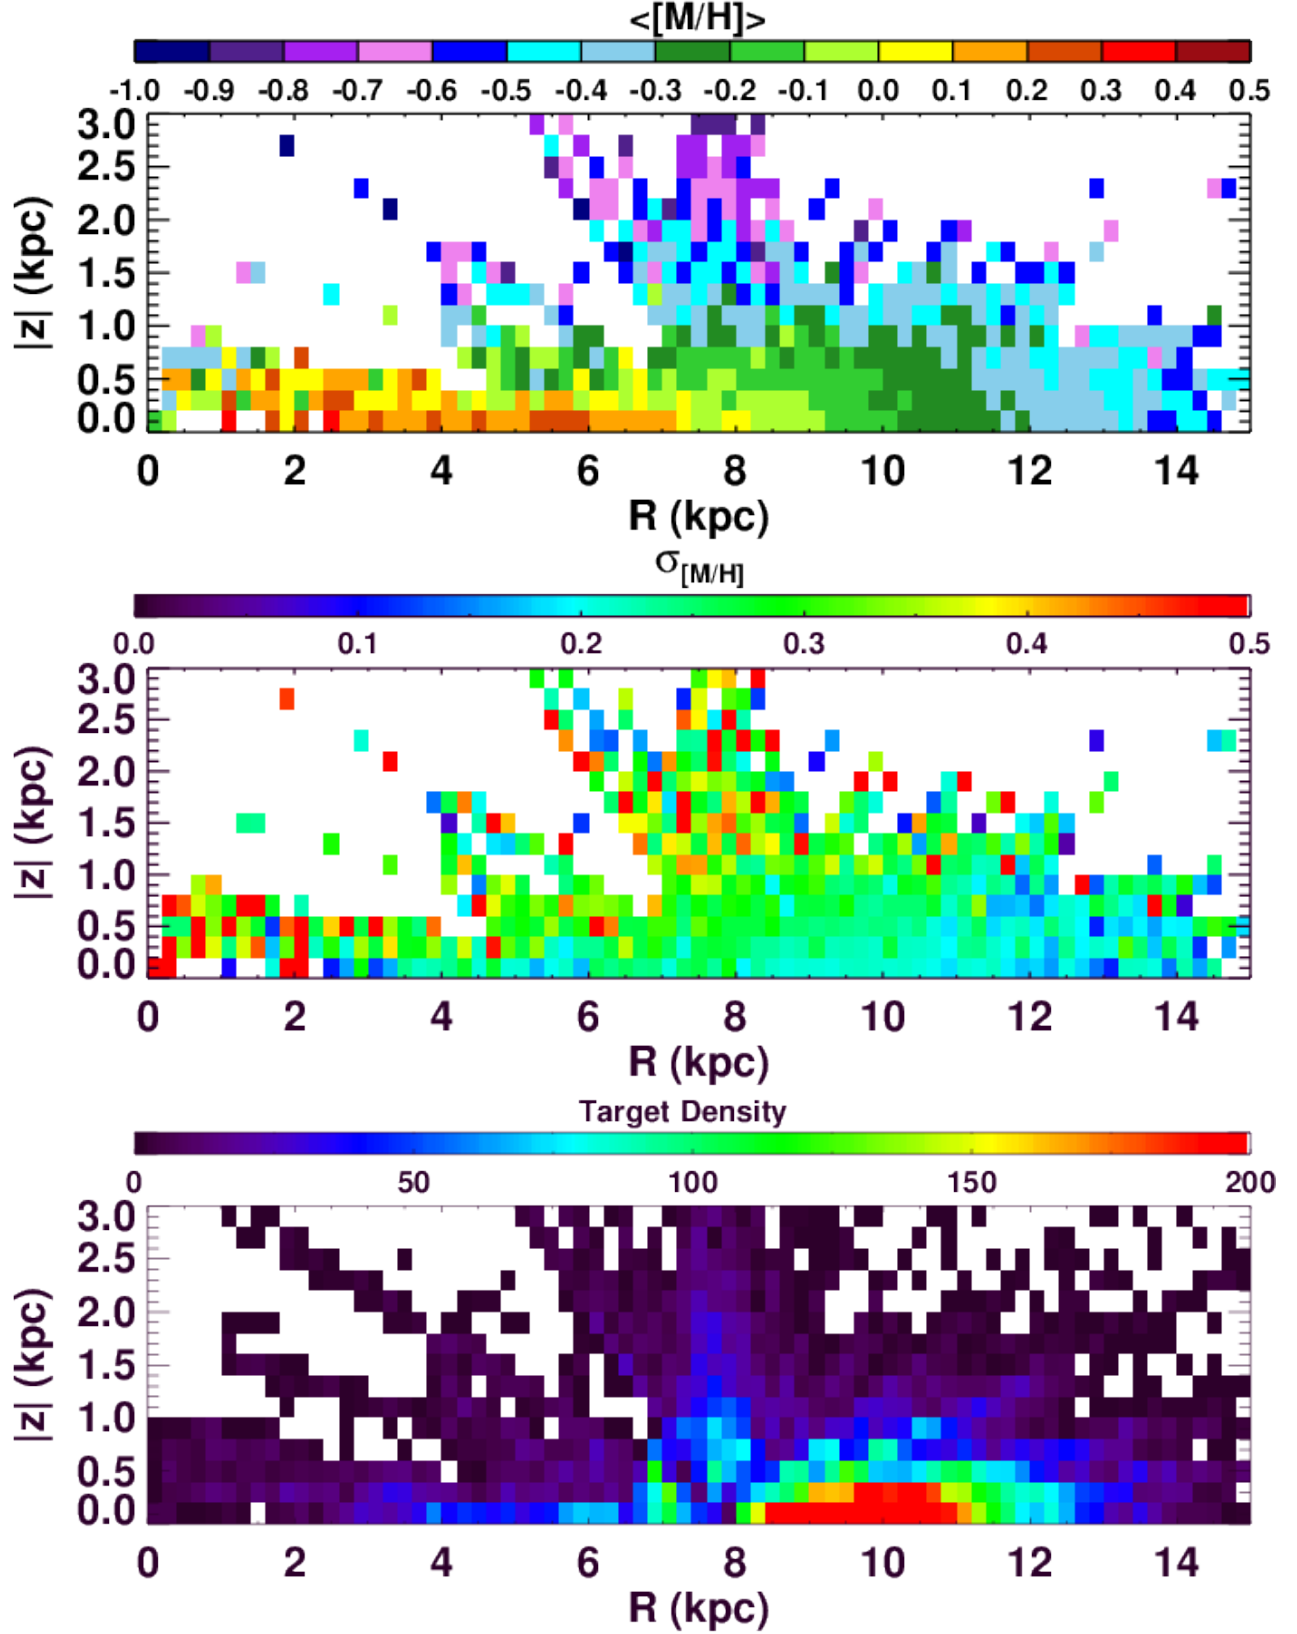 <[M/H]>
-1.0 -0.9 -0.8 -0.7 -0.6 -0.5 -0.4 -0.3 -0.2 -0.1 0.0 0.1 0.2 0.3 0.4 0.5
3.0
2.5
2.0
1.5
1.0
0.5
0.0
|z| (kpc)
0 2 4 6 8 10 12 14
R (kpc)
σ[M/H]
0.0 0.1 0.2 0.3 0.4 0.5
3.0
2.5
2.0
1.5
1.0
0.5
0.0
|z| (kpc)
0 2 4 6 8 10 12 14
R (kpc)
Target Density
0 50 100 150 200
3.0
2.5
2.0
1.5
1.0
0.5
0.0
|z| (kpc)
0 2 4 6 8 10 12 14
R (kpc)